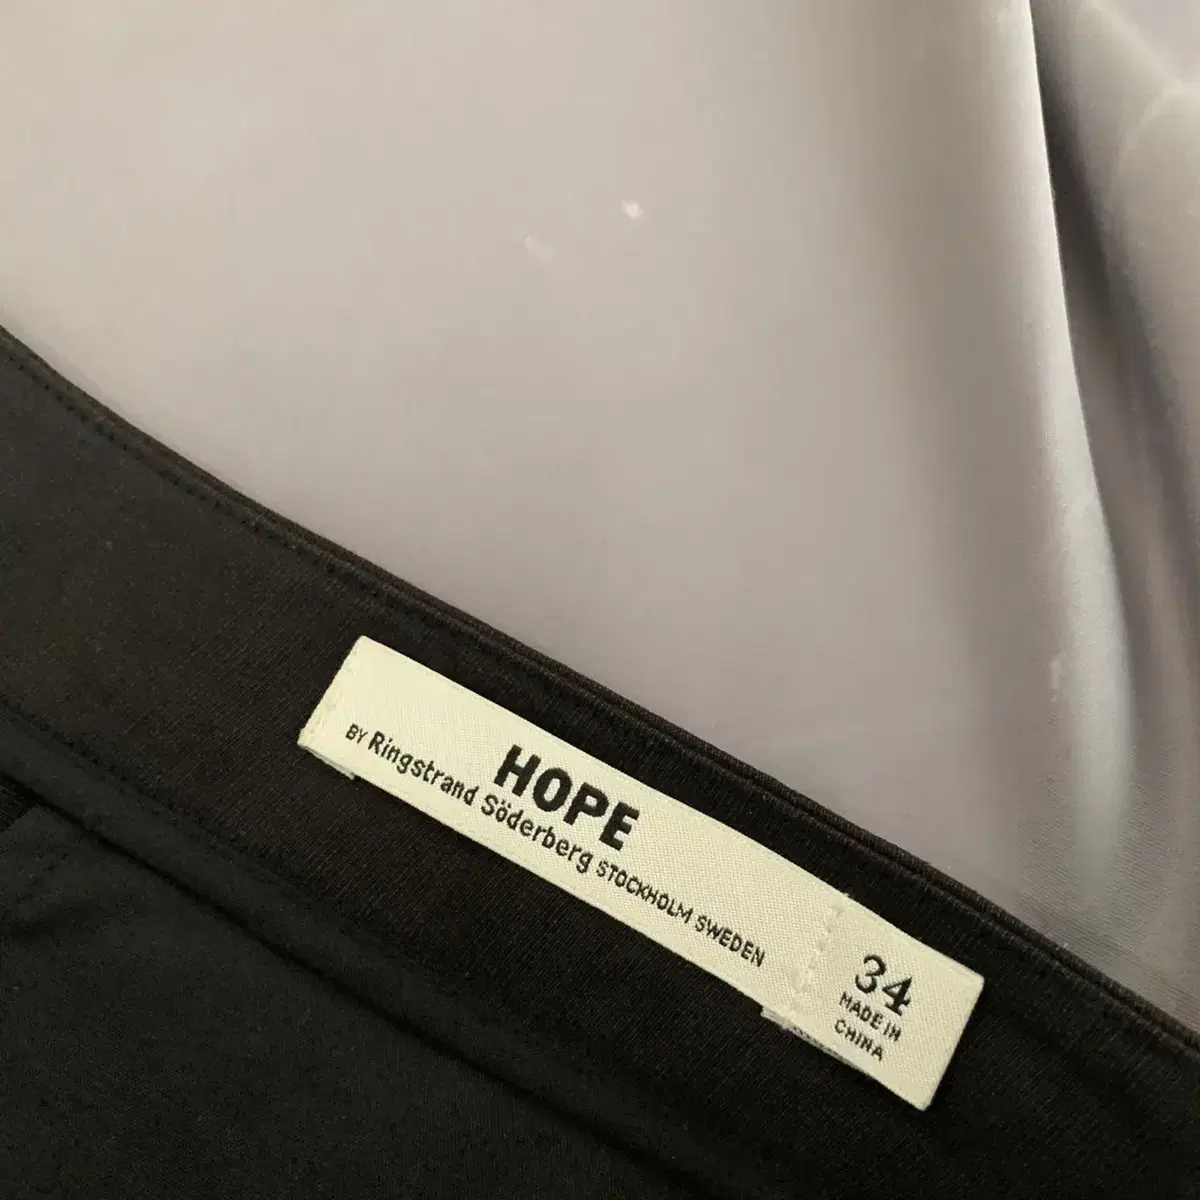 HOPE
BY Ringstrand Söderberg STOCKHOLM SWEDEN
34
MADE IN
CHINA